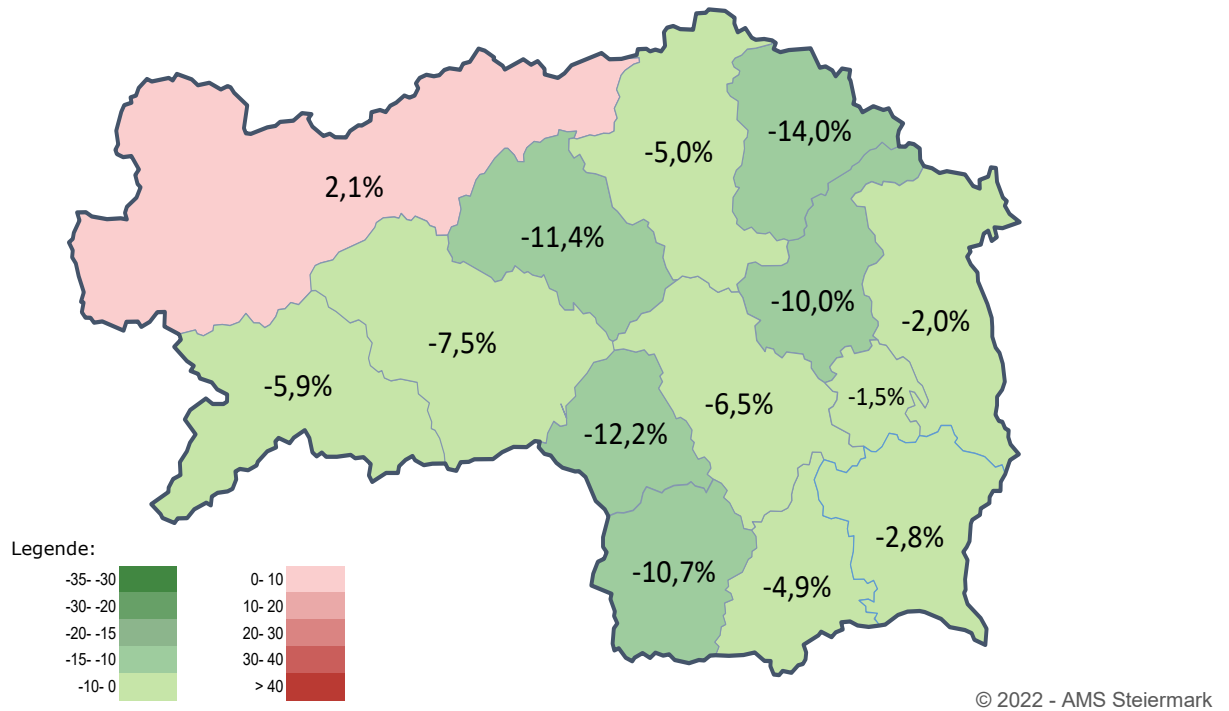 -5,0%
-14,0%
2,1%
-11,4%
-10,0%
-2,0%
-7,5%
-5,9%
-6,5%
-1,5%
-12,2%
-2,8%
-10,7%
-4,9%
Legende:
-35- -30 0- 10
-30- -20 10- 20
-20- -15 20- 30
-15- -10 30- 40
-10- 0 > 40
© 2022 - AMS Steiermark